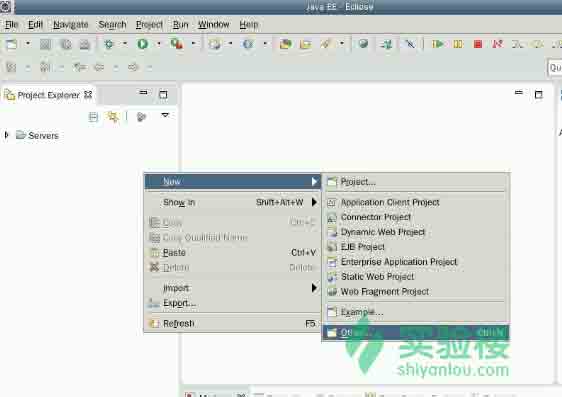 Java EE - Eclipse
File Edit Navigate Search Project Run Window Help
Qu
Project Explorer
Servers
New
Show In Shift+Alt+W
Copy Ctrl+C
Copy Qualified Name
Paste Ctrl+V
Delete Delete
Import
Export...
Refresh F5
Project...
Application Client Project
Connector Project
Dynamic Web Project
EJB Project
Enterprise Application Project
Static Web Project
Web Fragment Project
Example...
Other... Ctrl+N
实验楼
shiyanlou.com